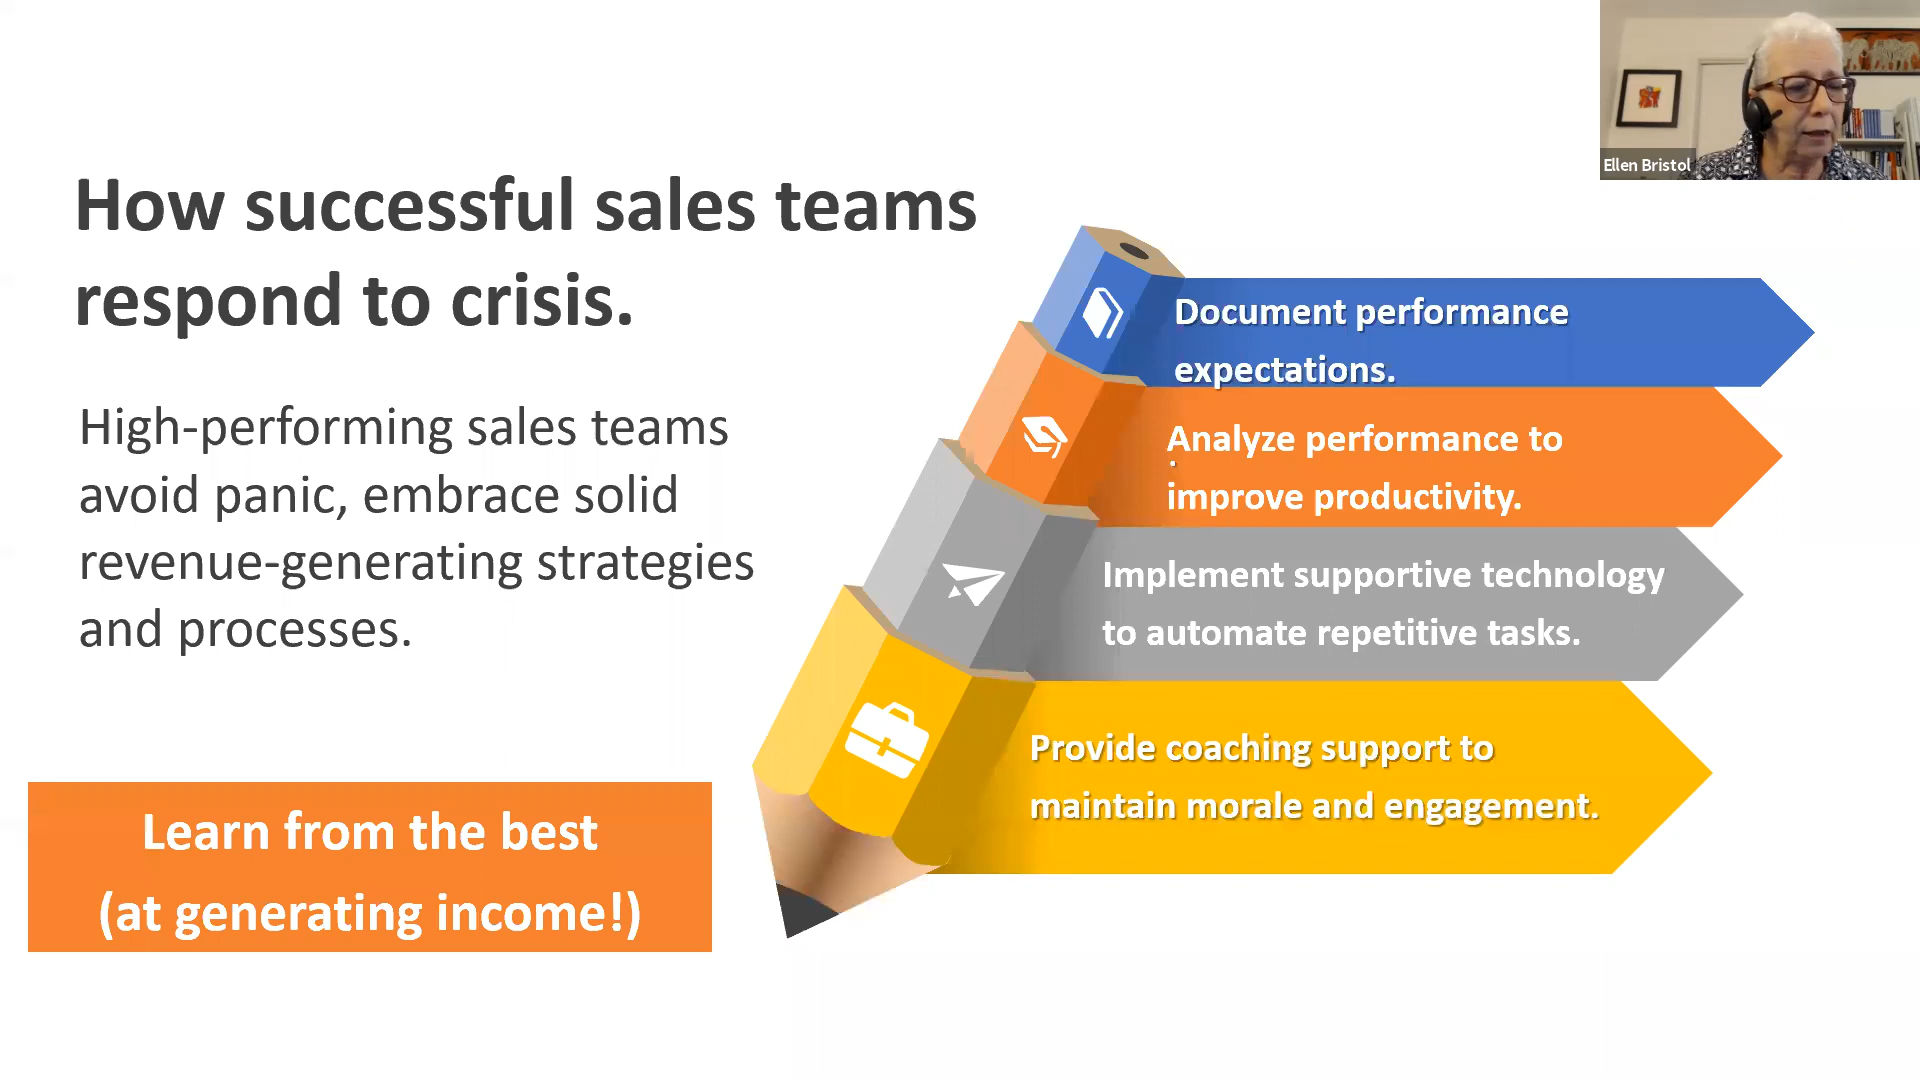 Ellen Bristol
How successful sales teams
respond to crisis.
High-performing sales teams
avoid panic, embrace solid
revenue-generating strategies
and processes.
Learn from the best
(at generating income!)
Document performance
expectations.
Analyze performance to
improve productivity.
Implement supportive technology
to automate repetitive tasks.
Provide coaching support to
maintain morale and engagement.